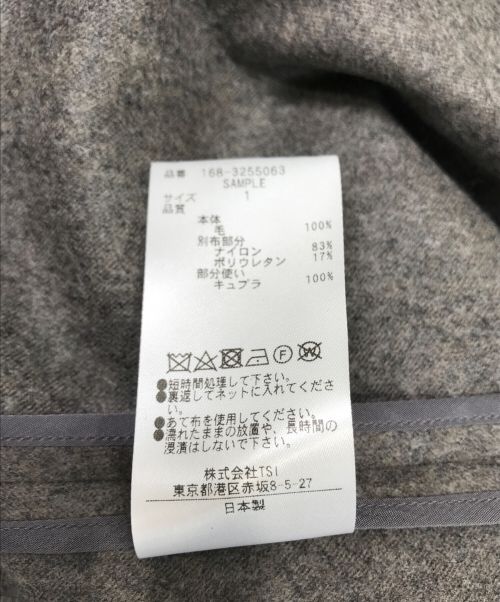 品番 168-3255063
SAMPLE
サイズ 1
品質
本体
毛 100%
別布部分
ナイロン 83%
ポリウレタン 17%
部分使い
キュプラ 100%
●短時間処理して下さい。
●裏返してネットに入れてくださ
い。
●あて布を使用してください。
●濡れたままの放置や、長時間の
浸漬はしないで下さい。
株式会社TSI
東京都港区赤坂8-5-27
日本製